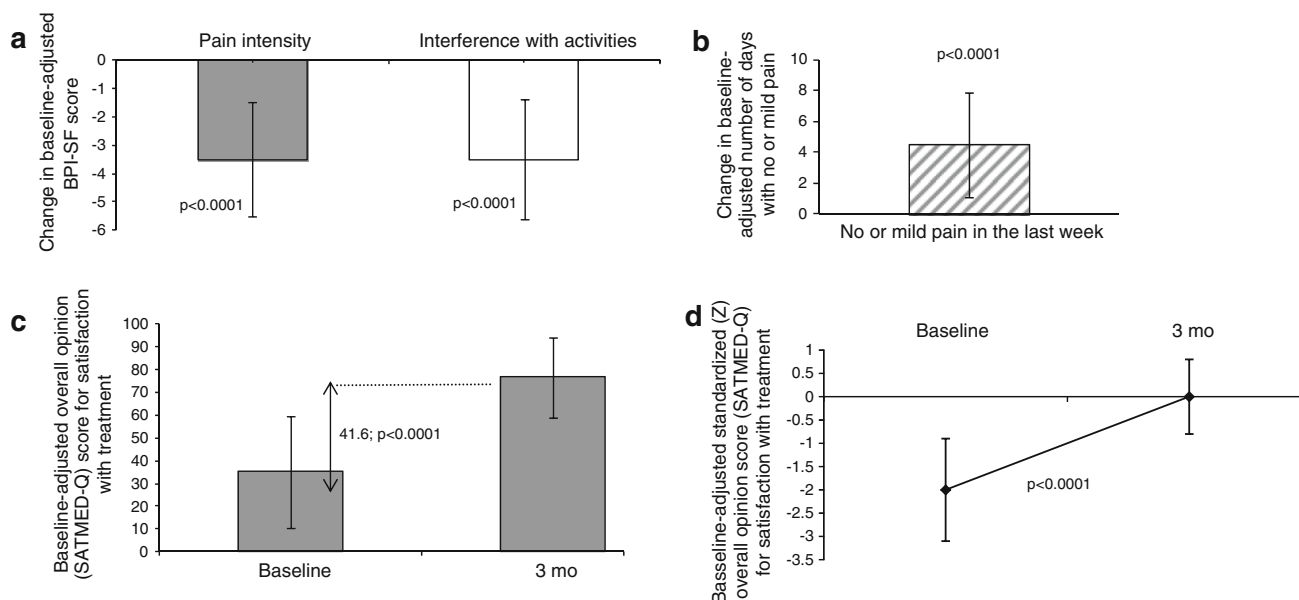 a
Pain intensity
Interference with activities
Change in baseline-adjusted
BPI-SF score
0
-1
-2
-3
-4
-5
-6
p<0.0001
p<0.0001
b
Change in baseline-
adjusted number of days
with no or mild pain
10
8
6
4
2
0
p<0.0001
No or mild pain in the last week
c
Baseline-adjusted overall opinion
(SATMED-Q) score for satisfaction
with treatment
100
90
80
70
60
50
40
30
20
10
0
41.6; p<0.0001
Baseline
3 mo
d
Basseline-adjusted standardized (Z)
overall opinion score (SATMED-Q)
for satisfaction with treatment
Baseline
3 mo
1
0.5
0
-0.5
-1
-1.5
-2
-2.5
-3
-3.5
p<0.0001